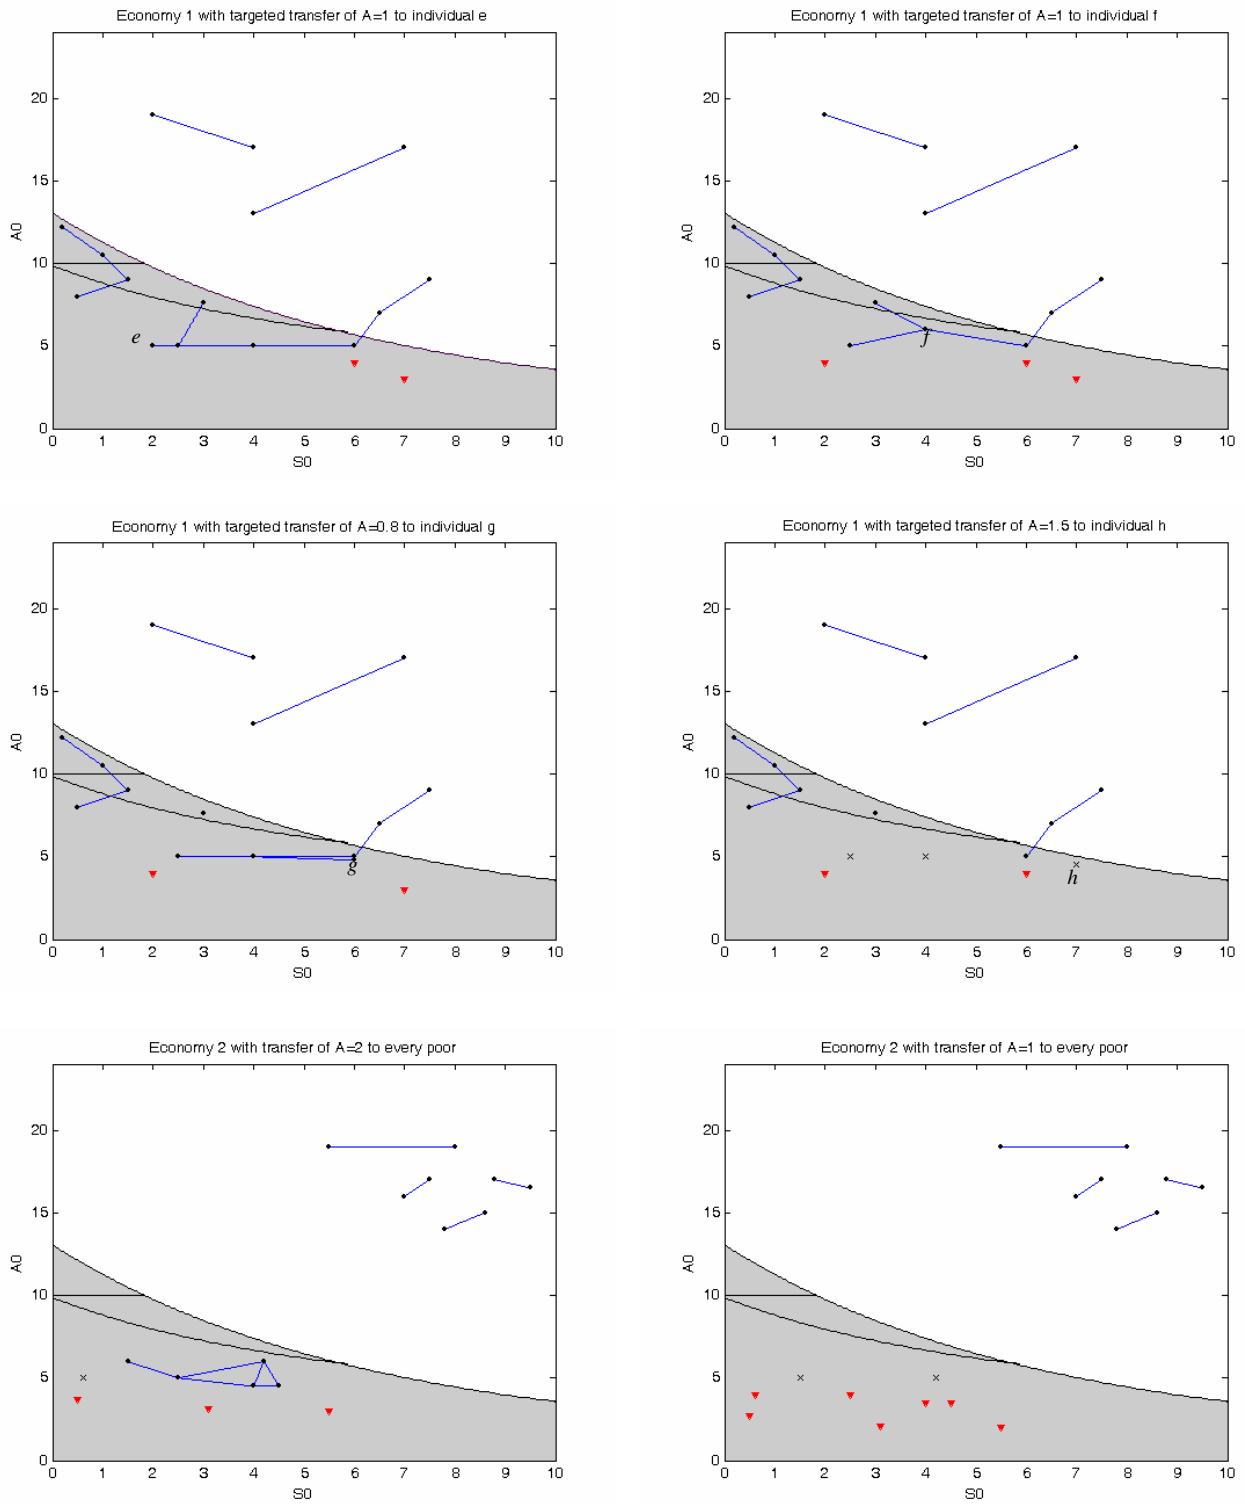 Economy 1 with targeted transfer of A=1 to individual e
20
15
A0
10
e
5
0
0 1 2 3 4 5 6 7 8 9 10
S0
Economy 1 with targeted transfer of A=1 to individual f
20
15
A0
10
f
5
0
0 1 2 3 4 5 6 7 8 9 10
S0
Economy 1 with targeted transfer of A=0.8 to individual g
20
15
A0
10
5
g
0
0 1 2 3 4 5 6 7 8 9 10
S0
Economy 1 with targeted transfer of A=1.5 to individual h
20
15
A0
10
5
h
0
0 1 2 3 4 5 6 7 8 9 10
S0
Economy 2 with transfer of A=2 to every poor
20
15
A0
10
5
0
0 1 2 3 4 5 6 7 8 9 10
S0
Economy 2 with transfer of A=1 to every poor
20
15
A0
10
5
0
0 1 2 3 4 5 6 7 8 9 10
S0